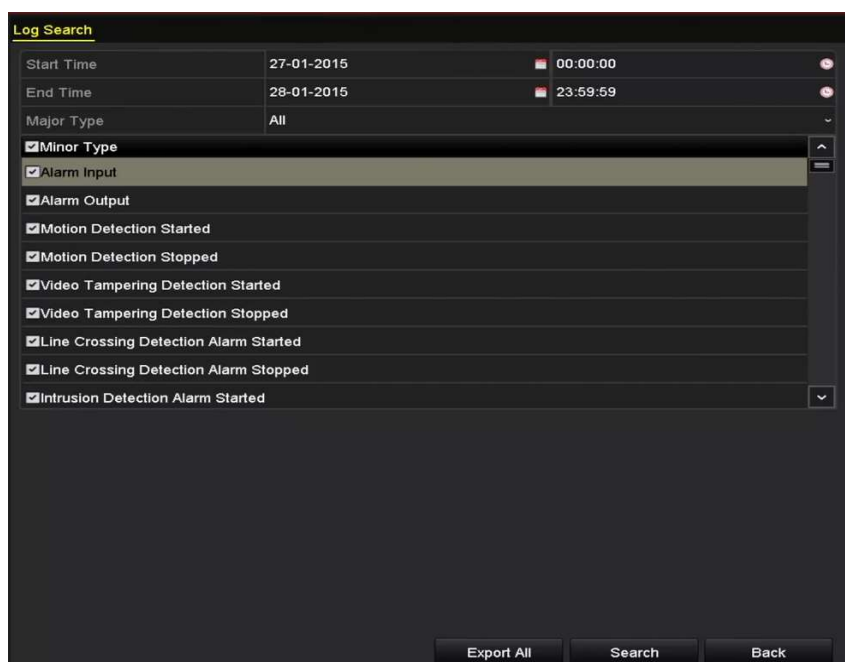 Log Search
Start Time 27-01-2015 00:00:00
End Time 28-01-2015 23:59:59
Major Type All
Minor Type
Alarm Input
Alarm Output
Motion Detection Started
Motion Detection Stopped
Video Tampering Detection Started
Video Tampering Detection Stopped
Line Crossing Detection Alarm Started
Line Crossing Detection Alarm Stopped
Intrusion Detection Alarm Started
Export All Search Back